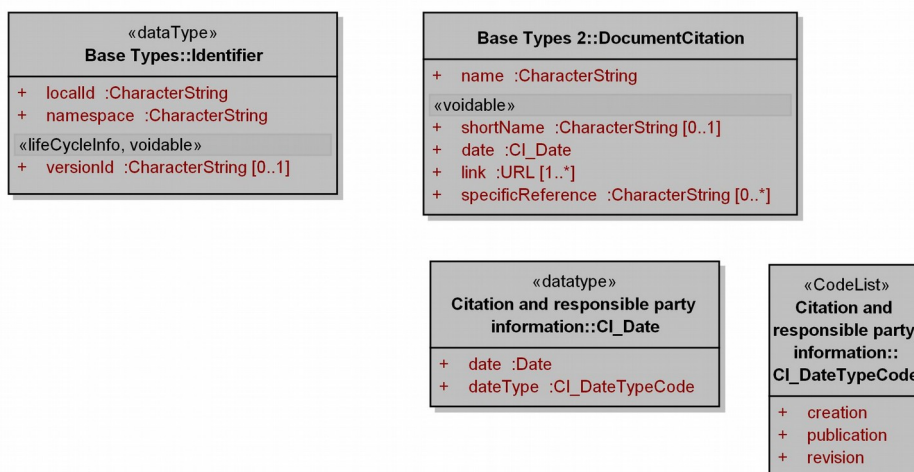 «dataType»
Base Types::Identifier
+ localId :CharacterString
+ namespace :CharacterString
«lifeCycleInfo, voidable»
+ versionId :CharacterString [0..1]
Base Types 2::DocumentCitation
+ name :CharacterString
«voidable»
+ shortName :CharacterString [0..1]
+ date :CI_Date
+ link :URL [1..*]
+ specificReference :CharacterString [0..*]
«datatype»
Citation and responsible party
information::CI_Date
+ date :Date
+ dateType :CI_DateTypeCode
«CodeList»
Citation and
responsible party
information::
CI_DateTypeCode
+ creation
+ publication
+ revision